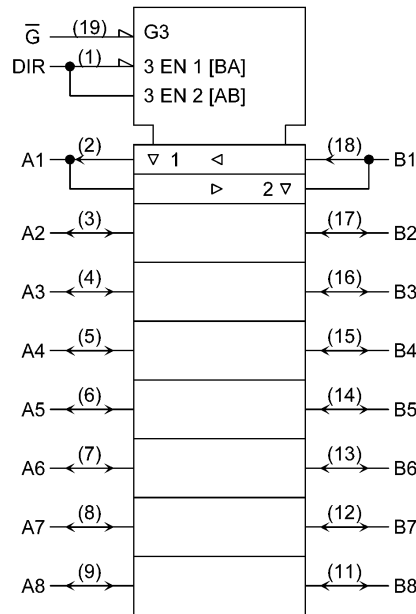 G̅ (19) G3
DIR (1) 3 EN 1 [BA]
3 EN 2 [AB]
A1 (2) ▽ 1 ◁ (18) B1
▷ 2 ▽
A2 (3) (17) B2
A3 (4) (16) B3
A4 (5) (15) B4
A5 (6) (14) B5
A6 (7) (13) B6
A7 (8) (12) B7
A8 (9) (11) B8